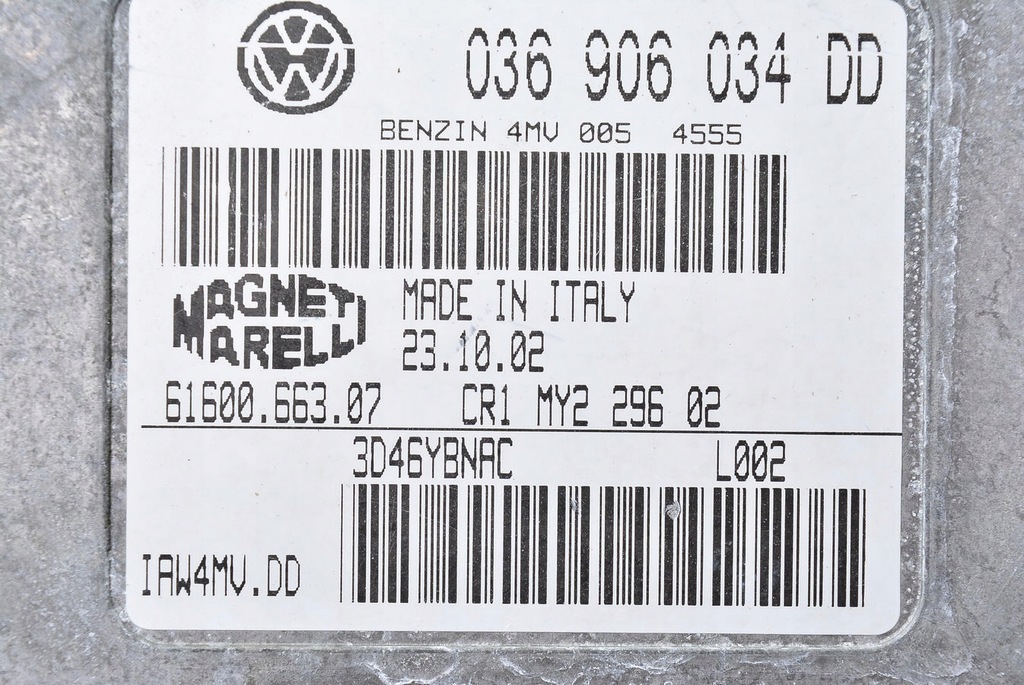 036 906 034 DD
BENZIN 4MV 005 4555
MAGNETI MARELLI
MADE IN ITALY
23.10.02
61600.663.07 CR1 MY2 296 02
3D46YBNAC L002
IAW4MV.DD